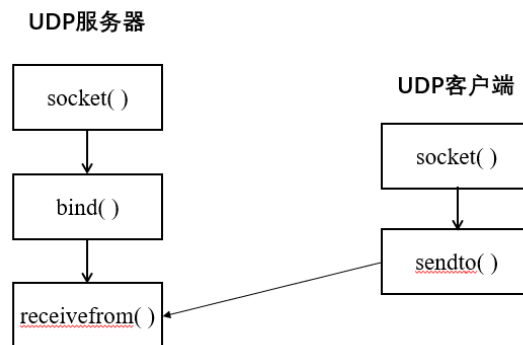 UDP服务器
socket( )
bind( )
receivefrom( )
UDP客户端
socket( )
sendto( )